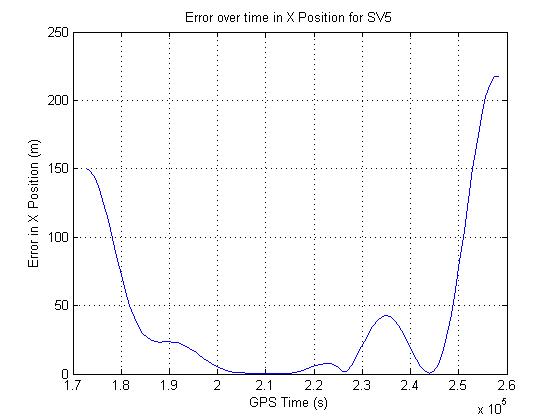 Error over time in X Position for SV5
250
200
150
100
50
0
Error in X Position (m)
1.7 1.8 1.9 2 2.1 2.2 2.3 2.4 2.5 2.6
GPS Time (s)
x 10^5